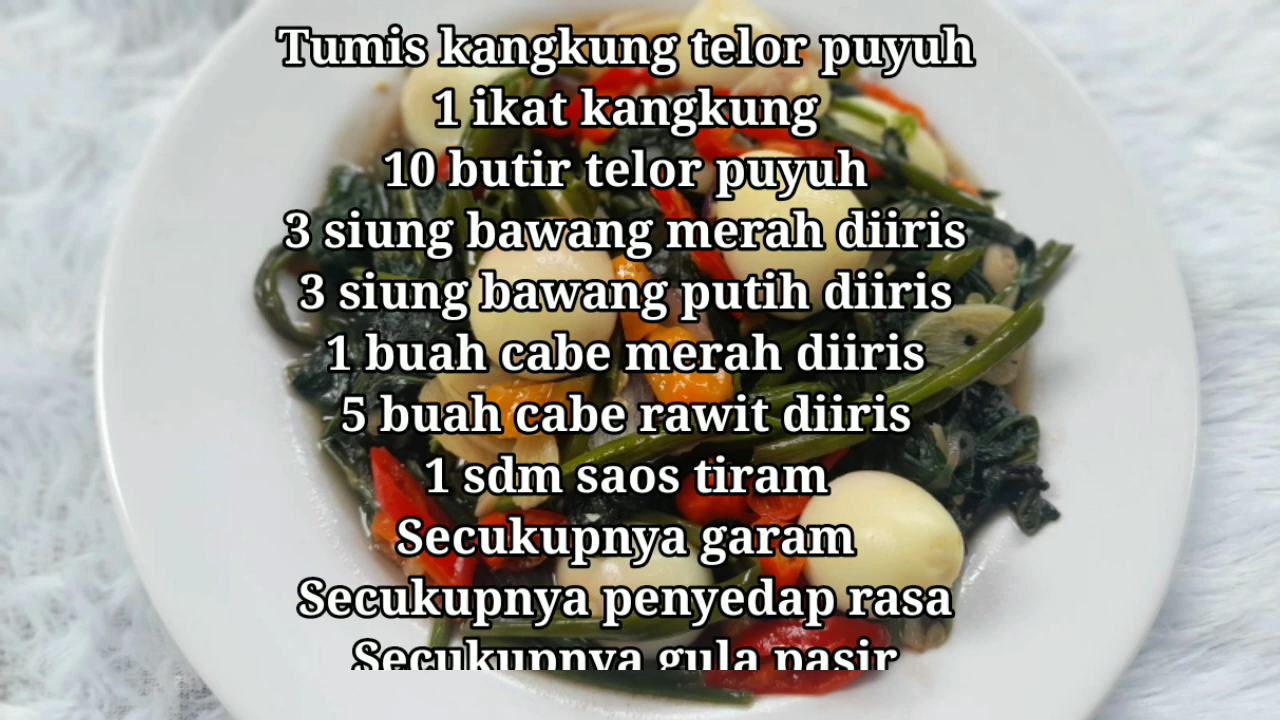 Tumis kangkung telor puyuh
1 ikat kangkung
10 butir telor puyuh
3 siung bawang merah diiris
3 siung bawang putih diiris
1 buah cabe merah diiris
5 buah cabe rawit diiris
1 sdm saos tiram
Secukupnya garam
Secukupnya penyedap rasa
Secukupnya gula pasir